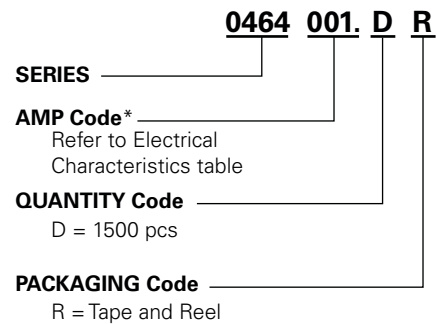 0464 001. D R
SERIES
AMP Code*
Refer to Electrical
Characteristics table
QUANTITY Code
D = 1500 pcs
PACKAGING Code
R = Tape and Reel